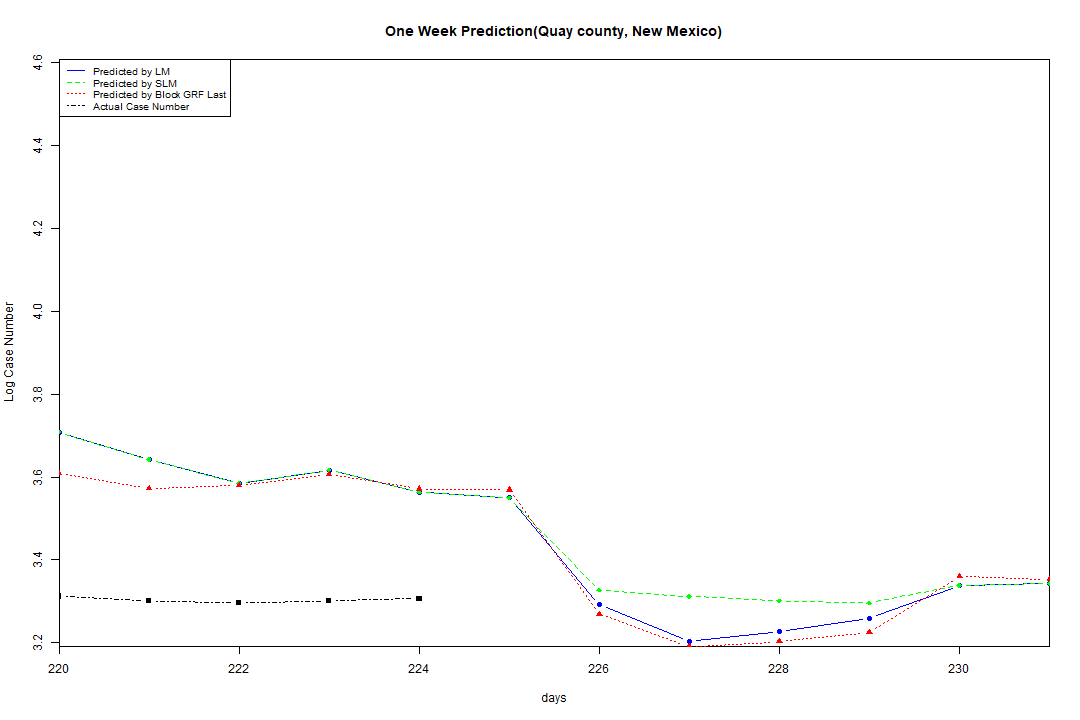 One Week Prediction(Quay county, New Mexico)
Predicted by LM
Predicted by SLM
Predicted by Block GRF Last
Actual Case Number
Log Case Number
4.6
4.4
4.2
4.0
3.8
3.6
3.4
3.2
220 222 224 226 228 230
days